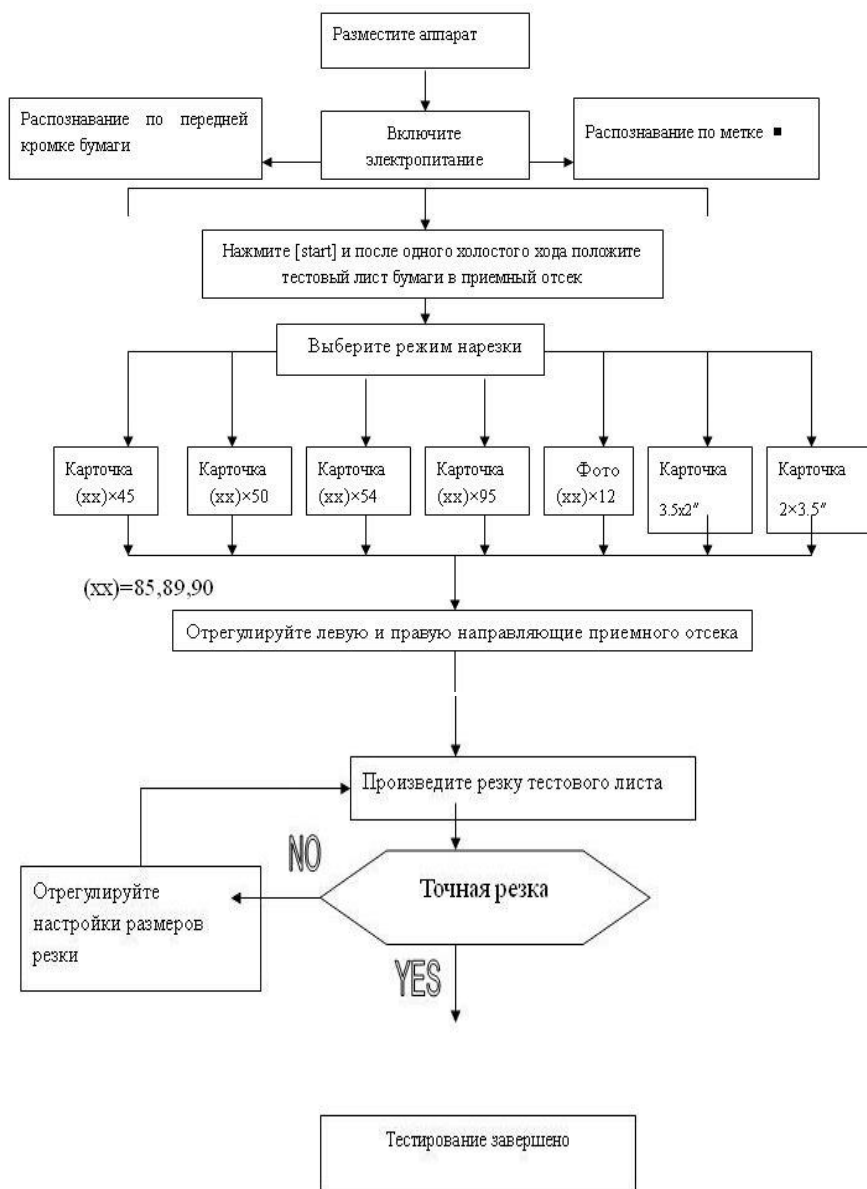 Разместите аппарат
Распознавание по передней
кромке бумаги
Включите
электропитание
Распознавание по метке ■
Нажмите [start] и после одного холостого хода положите
тестовый лист бумаги в приемный отсек
Выберите режим нарезки
Карточка
(xx)×45
Карточка
(xx)×50
Карточка
(xx)×54
Карточка
(xx)×95
Фото
(xx)×12
Карточка
3.5x2″
Карточка
2×3.5″
(xx)=85,89,90
Отрегулируйте левую и правую направляющие приемного отсека
Произведите резку тестового листа
NO
Отрегулируйте
настройки размеров
резки
Точная резка
YES
Тестирование завершено